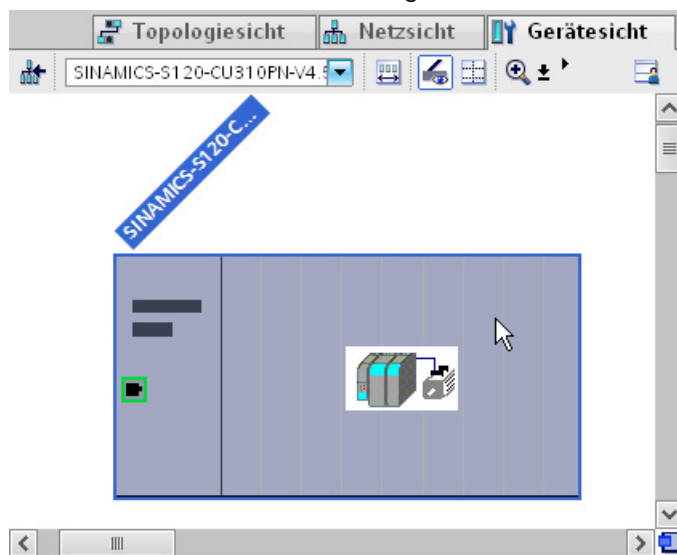 Topologiesicht Netzsicht Gerätesicht
SINAMICS-S120-CU310PN-V4.
SINAMICS-S120-C...